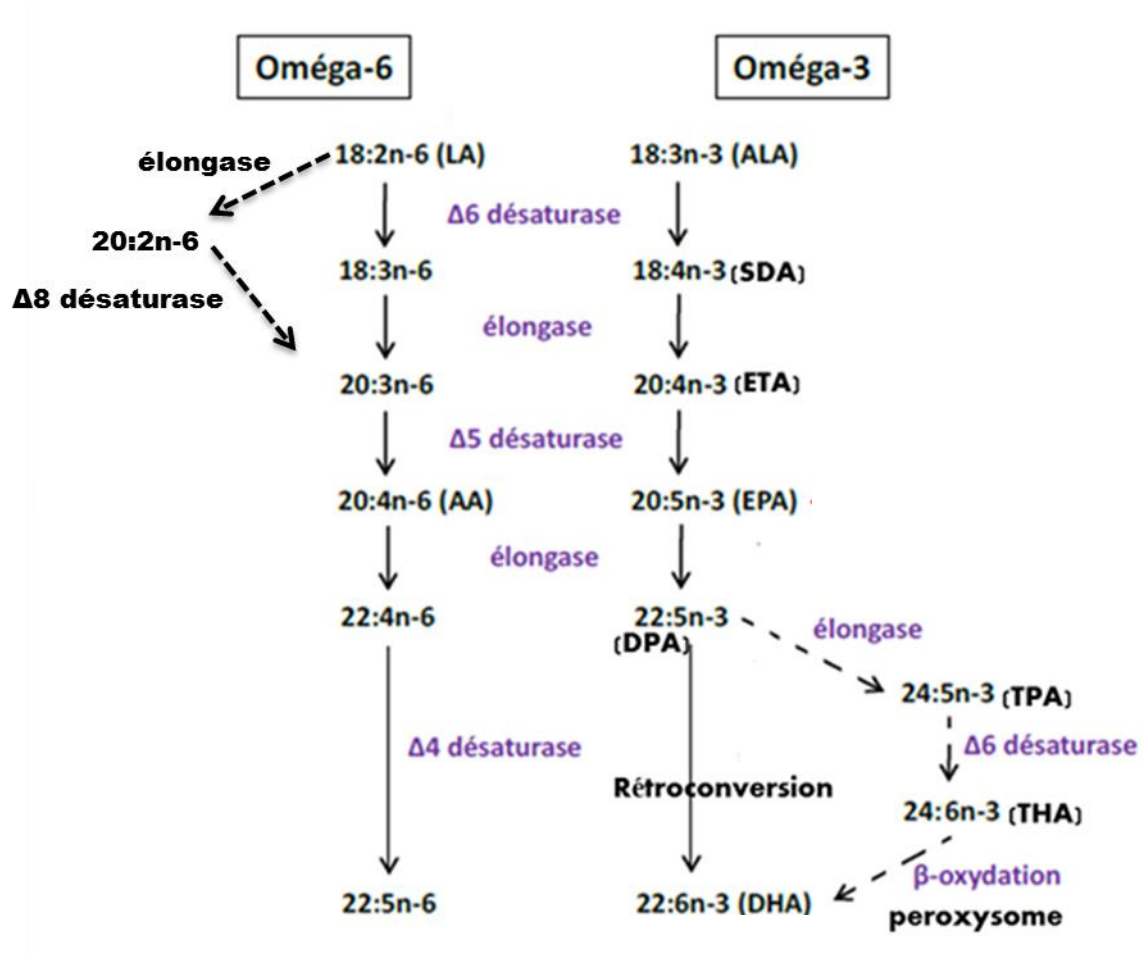 Oméga-6 Oméga-3
élongase 18:2n-6 (LA) 18:3n-3 (ALA)
Δ6 désaturase
20:2n-6
18:3n-6 18:4n-3 (SDA)
Δ8 désaturase
élongase
20:3n-6 20:4n-3 (ETA)
Δ5 désaturase
20:4n-6 (AA) 20:5n-3 (EPA)
élongase
22:4n-6 22:5n-3
(DPA)
élongase
24:5n-3 (TPA)
Δ4 désaturase Δ6 désaturase
Rétroconversion
24:6n-3 (THA)
β-oxydation
22:5n-6 22:6n-3 (DHA)
peroxysome